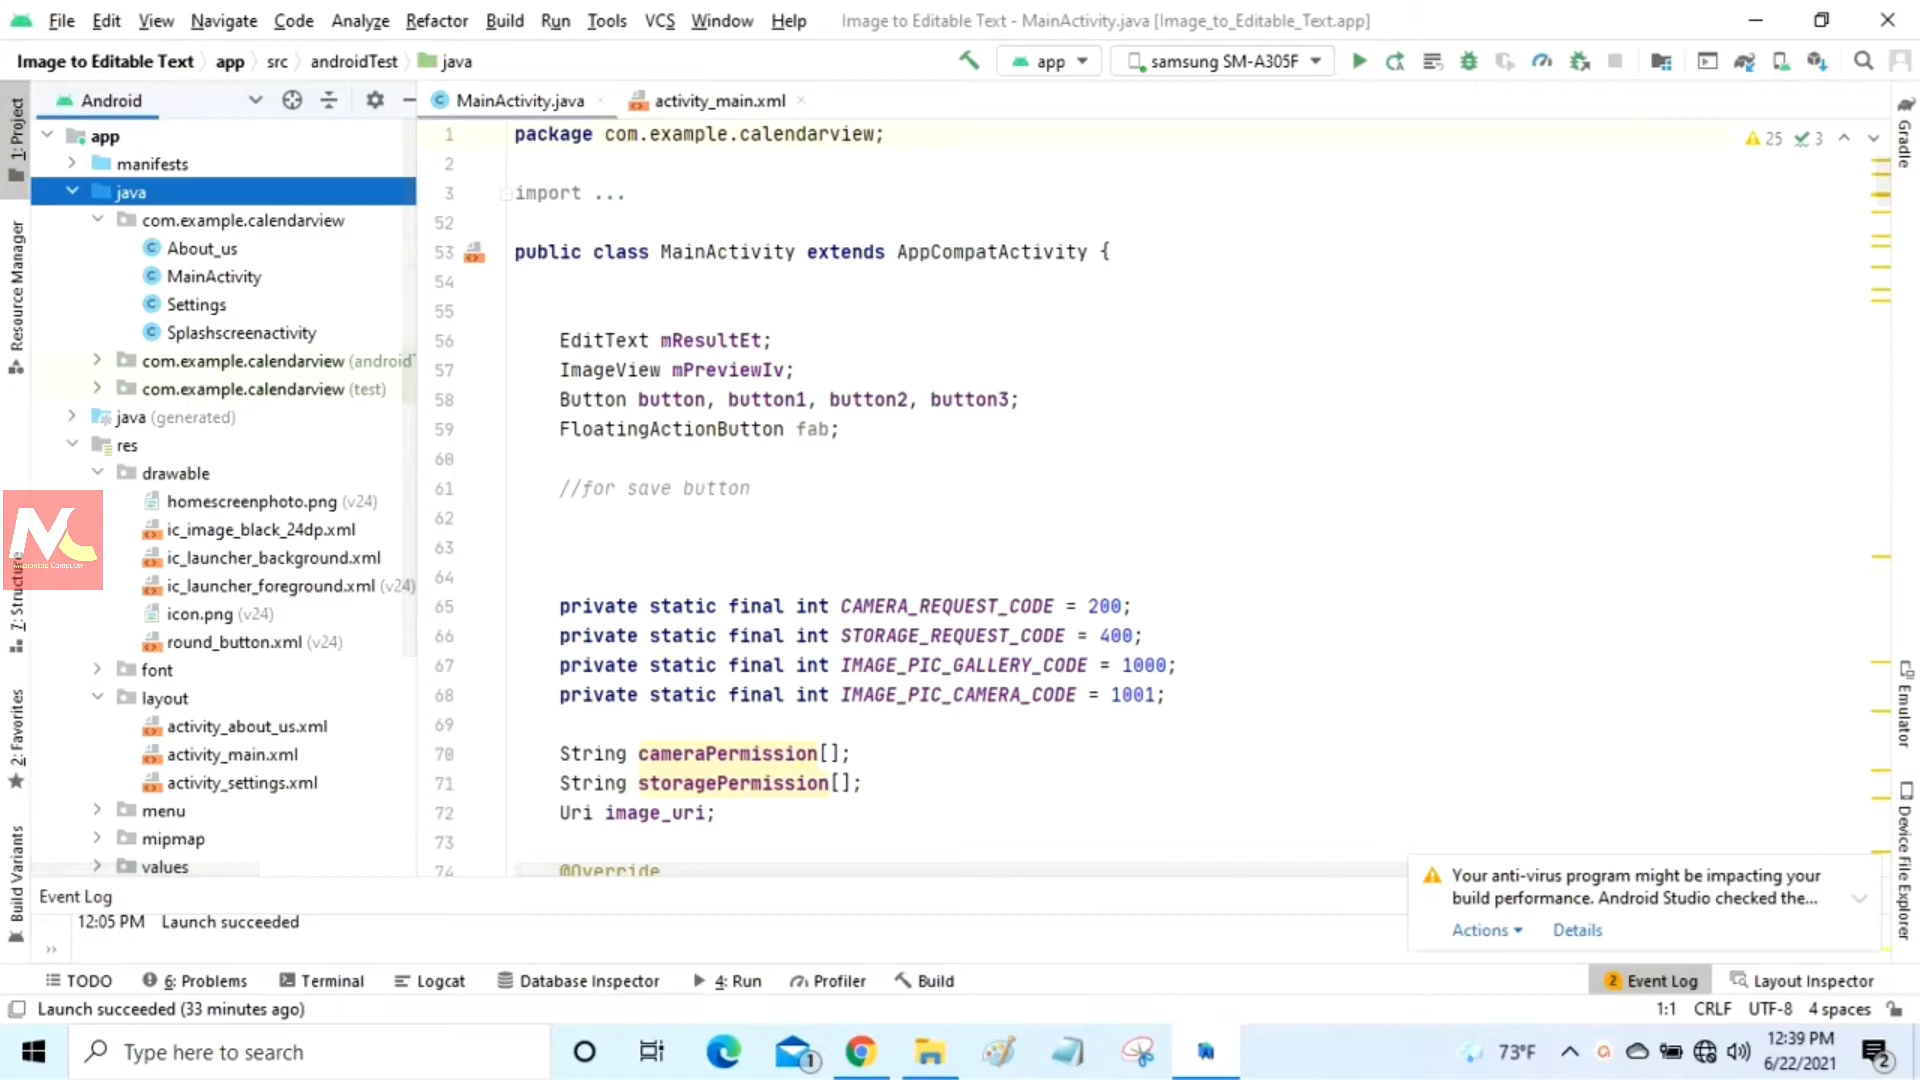 File Edit View Navigate Code Analyze Refactor Build Run Tools VCS Window Help Image to Editable Text - MainActivity.java [Image_to_Editable_Text.app]
Image to Editable Text app src androidTest java
app samsung SM-A305F
Android
MainActivity.java activity_main.xml
1: Project
Resource Manager
7: Structure
2: Favorites
Build Variants
app
manifests
java
com.example.calendarview
About_us
MainActivity
Settings
Splashscreenactivity
com.example.calendarview (androidT
com.example.calendarview (test)
java (generated)
res
drawable
homescreenphoto.png (v24)
ic_image_black_24dp.xml
ic_launcher_background.xml
ic_launcher_foreground.xml (v24)
icon.png (v24)
round_button.xml (v24)
font
layout
activity_about_us.xml
activity_main.xml
activity_settings.xml
menu
mipmap
values
MC
Computer
1 package com.example.calendarview;
2
3 import ...
52
53 public class MainActivity extends AppCompatActivity {
54
55
56 EditText mResultEt;
57 ImageView mPreviewIv;
58 Button button, button1, button2, button3;
59 FloatingActionButton fab;
60
61 //for save button
62
63
64
65 private static final int CAMERA_REQUEST_CODE = 200;
66 private static final int STORAGE_REQUEST_CODE = 400;
67 private static final int IMAGE_PIC_GALLERY_CODE = 1000;
68 private static final int IMAGE_PIC_CAMERA_CODE = 1001;
69
70 String cameraPermission[];
71 String storagePermission[];
72 Uri image_uri;
73
74 @Override
25 3
Gradle
Emulator
Device File Explorer
Event Log
12:05 PM Launch succeeded
Your anti-virus program might be impacting your
build performance. Android Studio checked the...
Actions Details
TODO 6: Problems Terminal Logcat Database Inspector 4: Run Profiler Build 2 Event Log Layout Inspector
Launch succeeded (33 minutes ago) 1:1 CRLF UTF-8 4 spaces
Type here to search 1 73°F 12:39 PM
6/22/2021 2